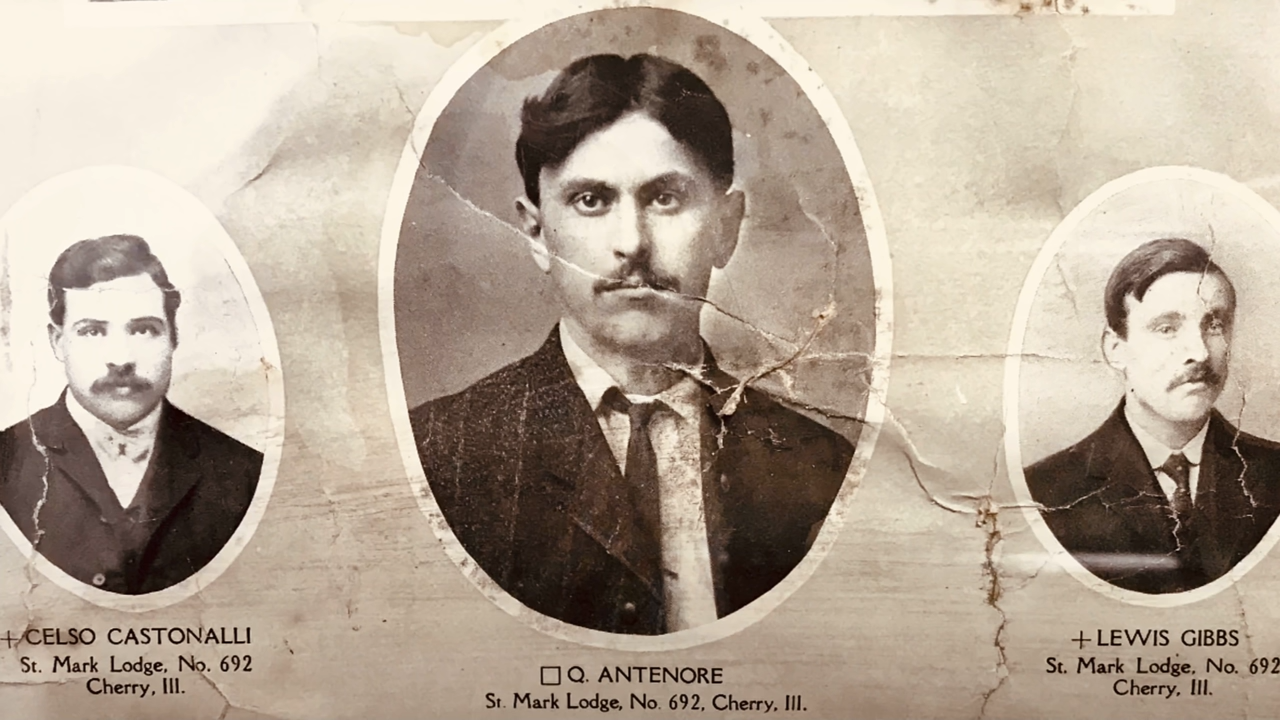 + CELSO CASTONALLI
St. Mark Lodge, No. 692
Cherry, Ill.
□ Q. ANTENORE
St. Mark Lodge, No. 692, Cherry, Ill.
+ LEWIS GIBBS
St. Mark Lodge, No. 692
Cherry, Ill.